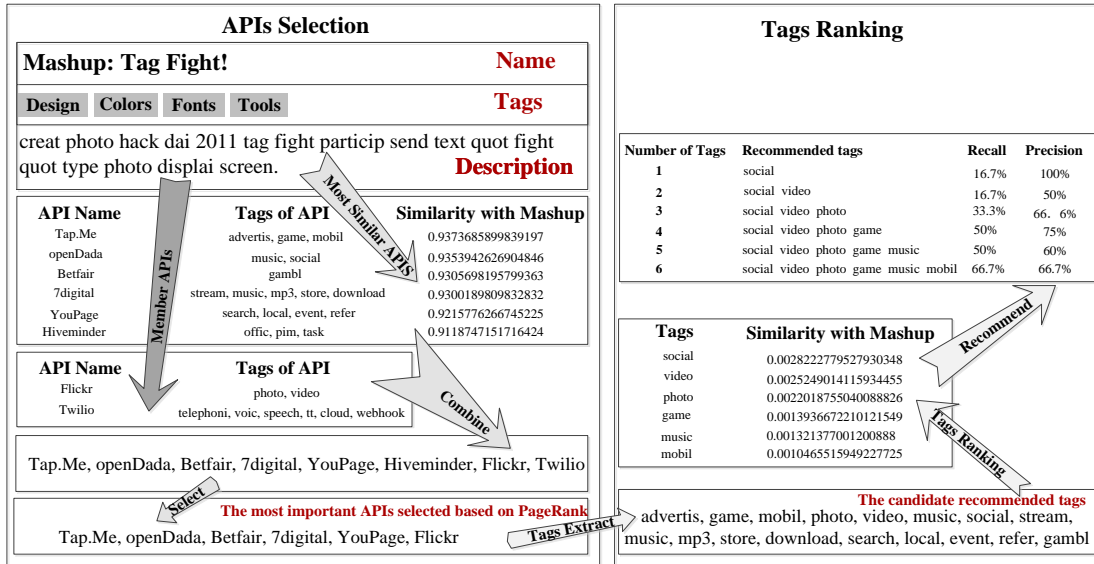 APIs Selection
Mashup: Tag Fight!
Name
Design Colors Fonts Tools
Tags
creat photo hack dai 2011 tag fight particip send text quot fight
quot type photo displai screen.
Description
Member APIs
Most Similar APIS
API Name Tags of API Similarity with Mashup
Tap.Me advertis, game, mobil 0.9373685899839197
openDada music, social 0.9353942626904846
Betfair gambl 0.9305698195799363
7digital stream, music, mp3, store, download 0.9300189809832832
YouPage search, local, event, refer 0.9215776266745225
Hiveminder offic, pim, task 0.9118747151716424
API Name Tags of API
Flickr photo, video
Twilio telephoni, voic, speech, tt, cloud, webhook
Combine
Tap.Me, openDada, Betfair, 7digital, YouPage, Hiveminder, Flickr, Twilio
Select
The most important APIs selected based on PageRank
Tap.Me, openDada, Betfair, 7digital, YouPage, Flickr
Tags Extract
Tags Ranking
Number of Tags Recommended tags Recall Precision
1 social 16.7% 100%
2 social video 16.7% 50%
3 social video photo 33.3% 66. 6%
4 social video photo game 50% 75%
5 social video photo game music 50% 60%
6 social video photo game music mobil 66.7% 66.7%
Recommend
Tags Similarity with Mashup
social 0.0028222779527930348
video 0.0025249014115934455
photo 0.0022018755040088826
game 0.0013936672210121549
music 0.001321377001200888
mobil 0.0010465515949227725
Tags Ranking
The candidate recommended tags
advertis, game, mobil, photo, video, music, social, stream,
music, mp3, store, download, search, local, event, refer, gambl